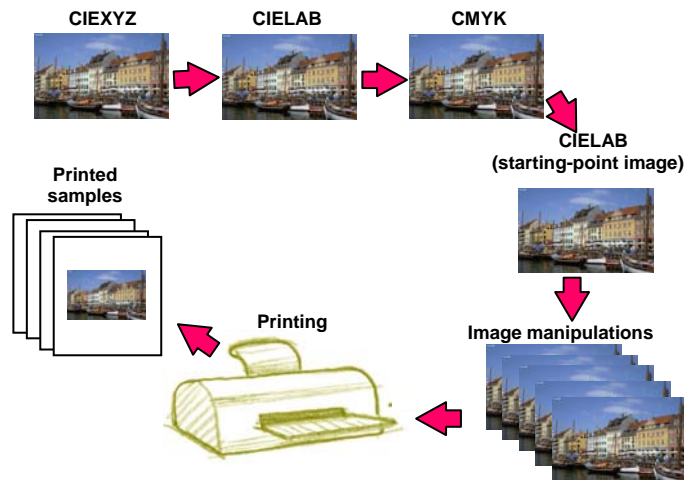 CIEXYZ
CIELAB
CMYK
CIELAB
(starting-point image)
Image manipulations
Printing
Printed
samples